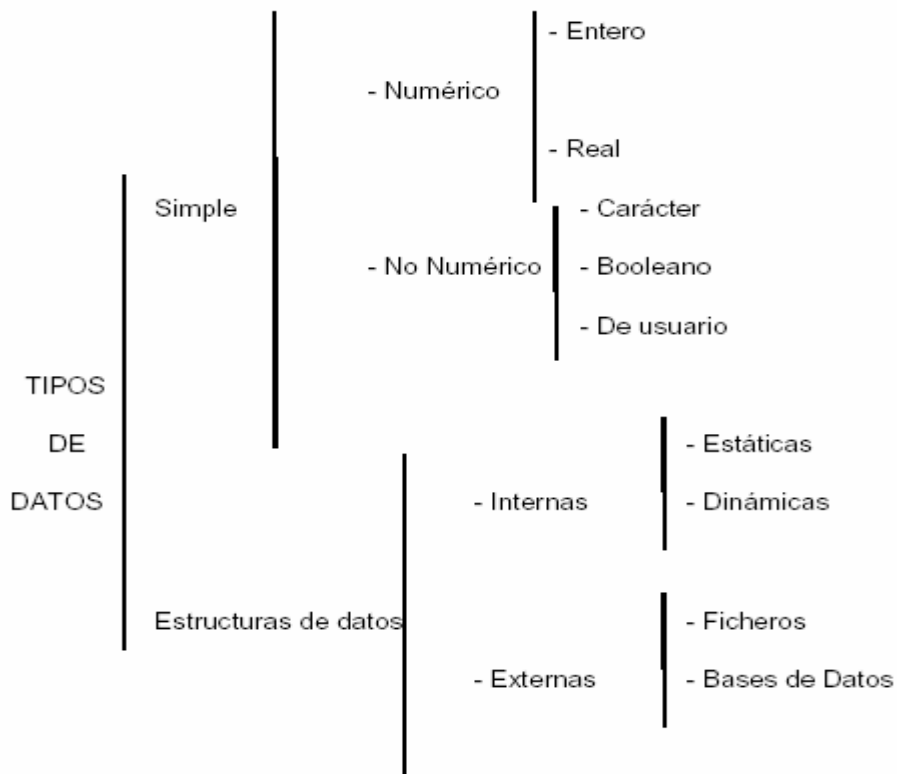 - Entero
- Numérico
- Real
Simple
- Carácter
- No Numérico
- Booleano
- De usuario
TIPOS
DE
DATOS
- Estáticas
- Internas
- Dinámicas
Estructuras de datos
- Ficheros
- Externas
- Bases de Datos